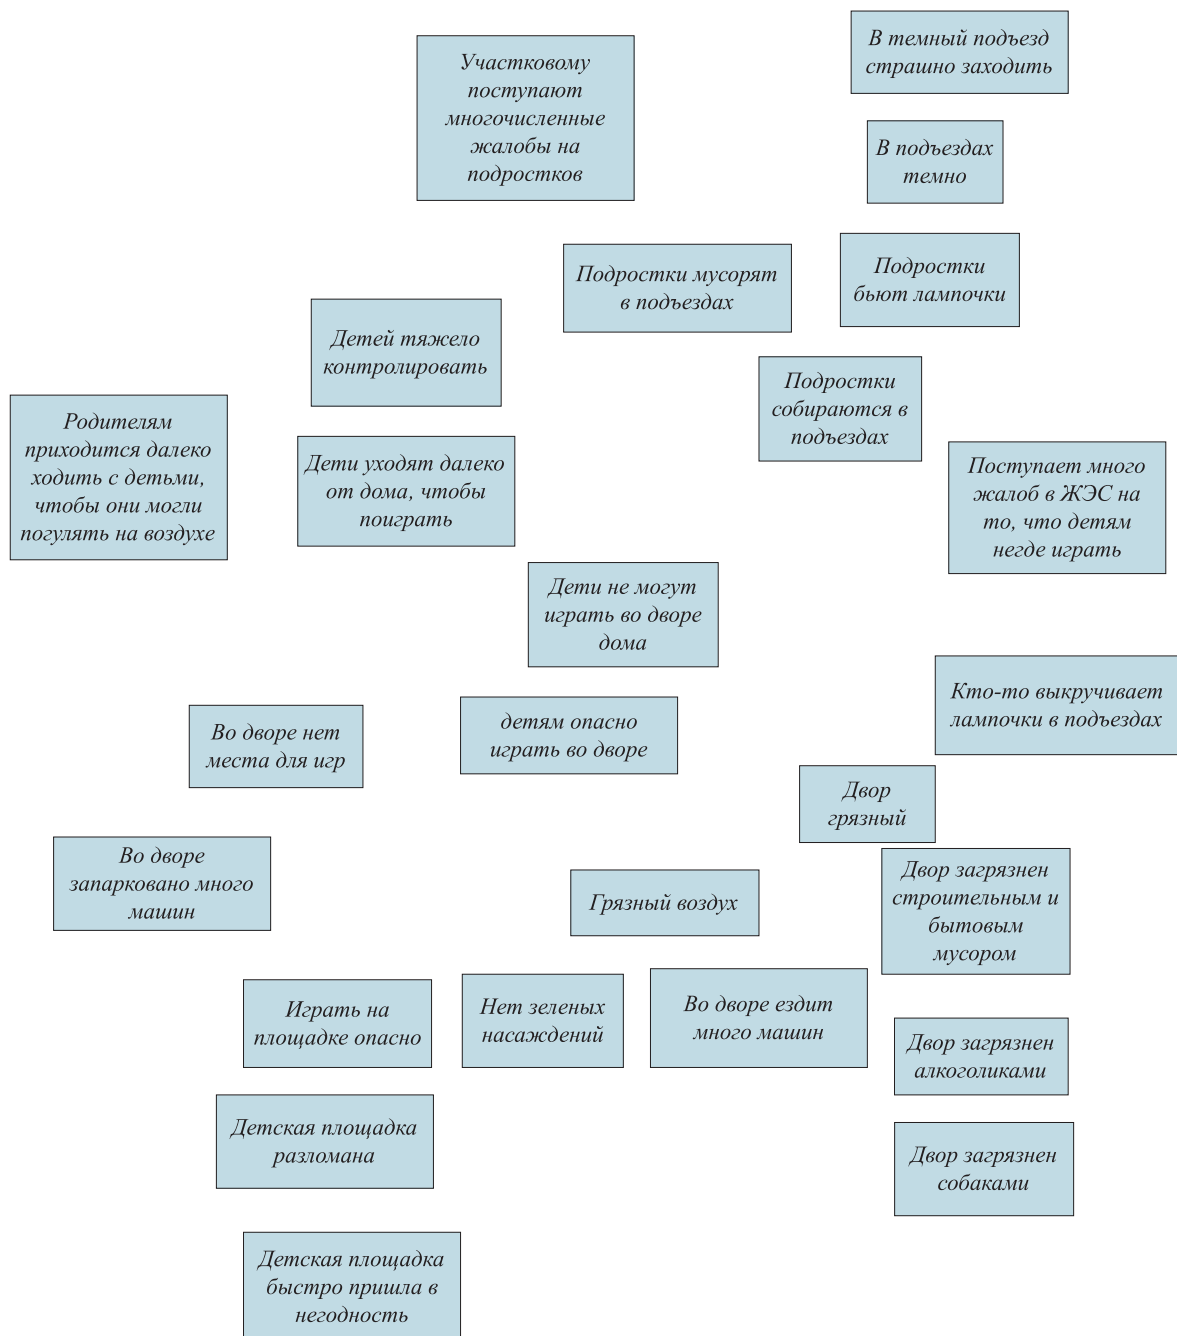 В темный подъезд
страшно заходить
Участковому
поступают
многочисленные
жалобы на
подростков
В подъездах
темно
Подростки мусорят
в подъездах
Подростки
бьют лампочки
Детей тяжело
контролировать
Подростки
собираются в
подъездах
Родителям
приходится далеко
ходить с детьми,
чтобы они могли
погулять на воздухе
Дети уходят далеко
от дома, чтобы
поиграть
Поступает много
жалоб в ЖЭС на
то, что детям
негде играть
Дети не могут
играть во дворе
дома
Кто-то выкручивает
лампочки в подъездах
Во дворе нет
места для игр
детям опасно
играть во дворе
Двор
грязный
Во дворе
запарковано много
машин
Грязный воздух
Двор загрязнен
строительным и
бытовым
мусором
Играть на
площадке опасно
Нет зеленых
насаждений
Во дворе ездит
много машин
Двор загрязнен
алкоголиками
Детская площадка
разломана
Двор загрязнен
собаками
Детская площадка
быстро пришла в
негодность